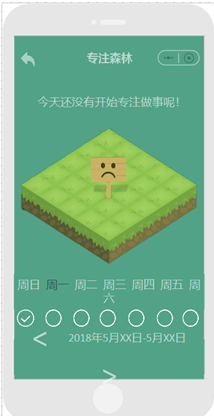 专注森林
今天还没有开始专注做事呢！
周日 周一 周二 周三 周四 周五 周
六
< 2018年5月XX日-5月XX日
>